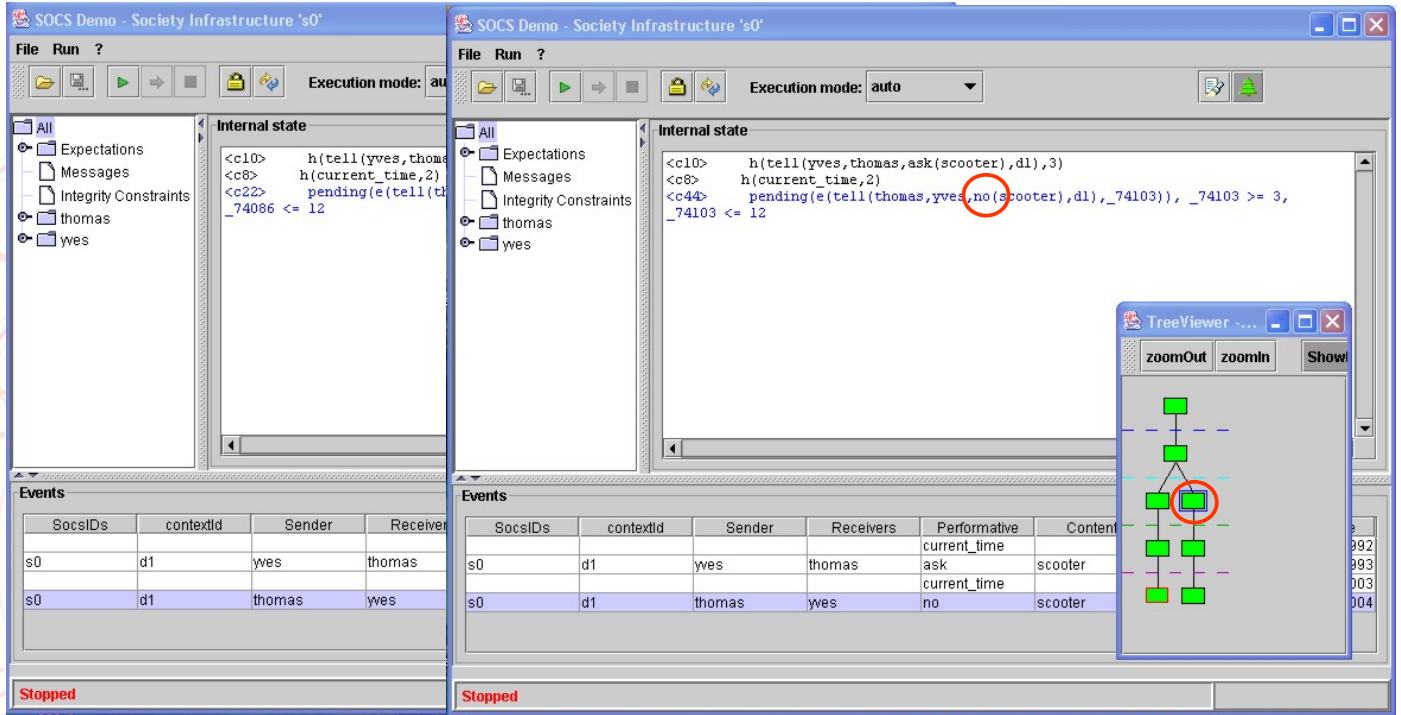 SOCS Demo - Society Infrastructure 's0'
File Run ?
Execution mode: au
All
Expectations
Messages
Integrity Constraints
thomas
yves
Internal state
<c10> h(tell(yves,thoma
<c8> h(current_time,2)
<c22> pending(e(tell(th
_74086 <= 12
Events
SocsIDs contextId Sender Receiver
s0 d1 yves thomas
s0 d1 thomas yves
Stopped
SOCS Demo - Society Infrastructure 's0'
File Run ?
Execution mode: auto
All
Expectations
Messages
Integrity Constraints
thomas
yves
Internal state
<c10> h(tell(yves,thomas,ask(scooter),d1),3)
<c8> h(current_time,2)
<c44> pending(e(tell(thomas,yves,no(scooter),d1),_74103)), _74103 >= 3,
_74103 <= 12
TreeViewer -...
zoomOut zoomIn Show
Events
SocsIDs contextId Sender Receivers Performative Content
current_time 992
s0 d1 yves thomas ask scooter 993
current_time 003
s0 d1 thomas yves no scooter 004
Stopped